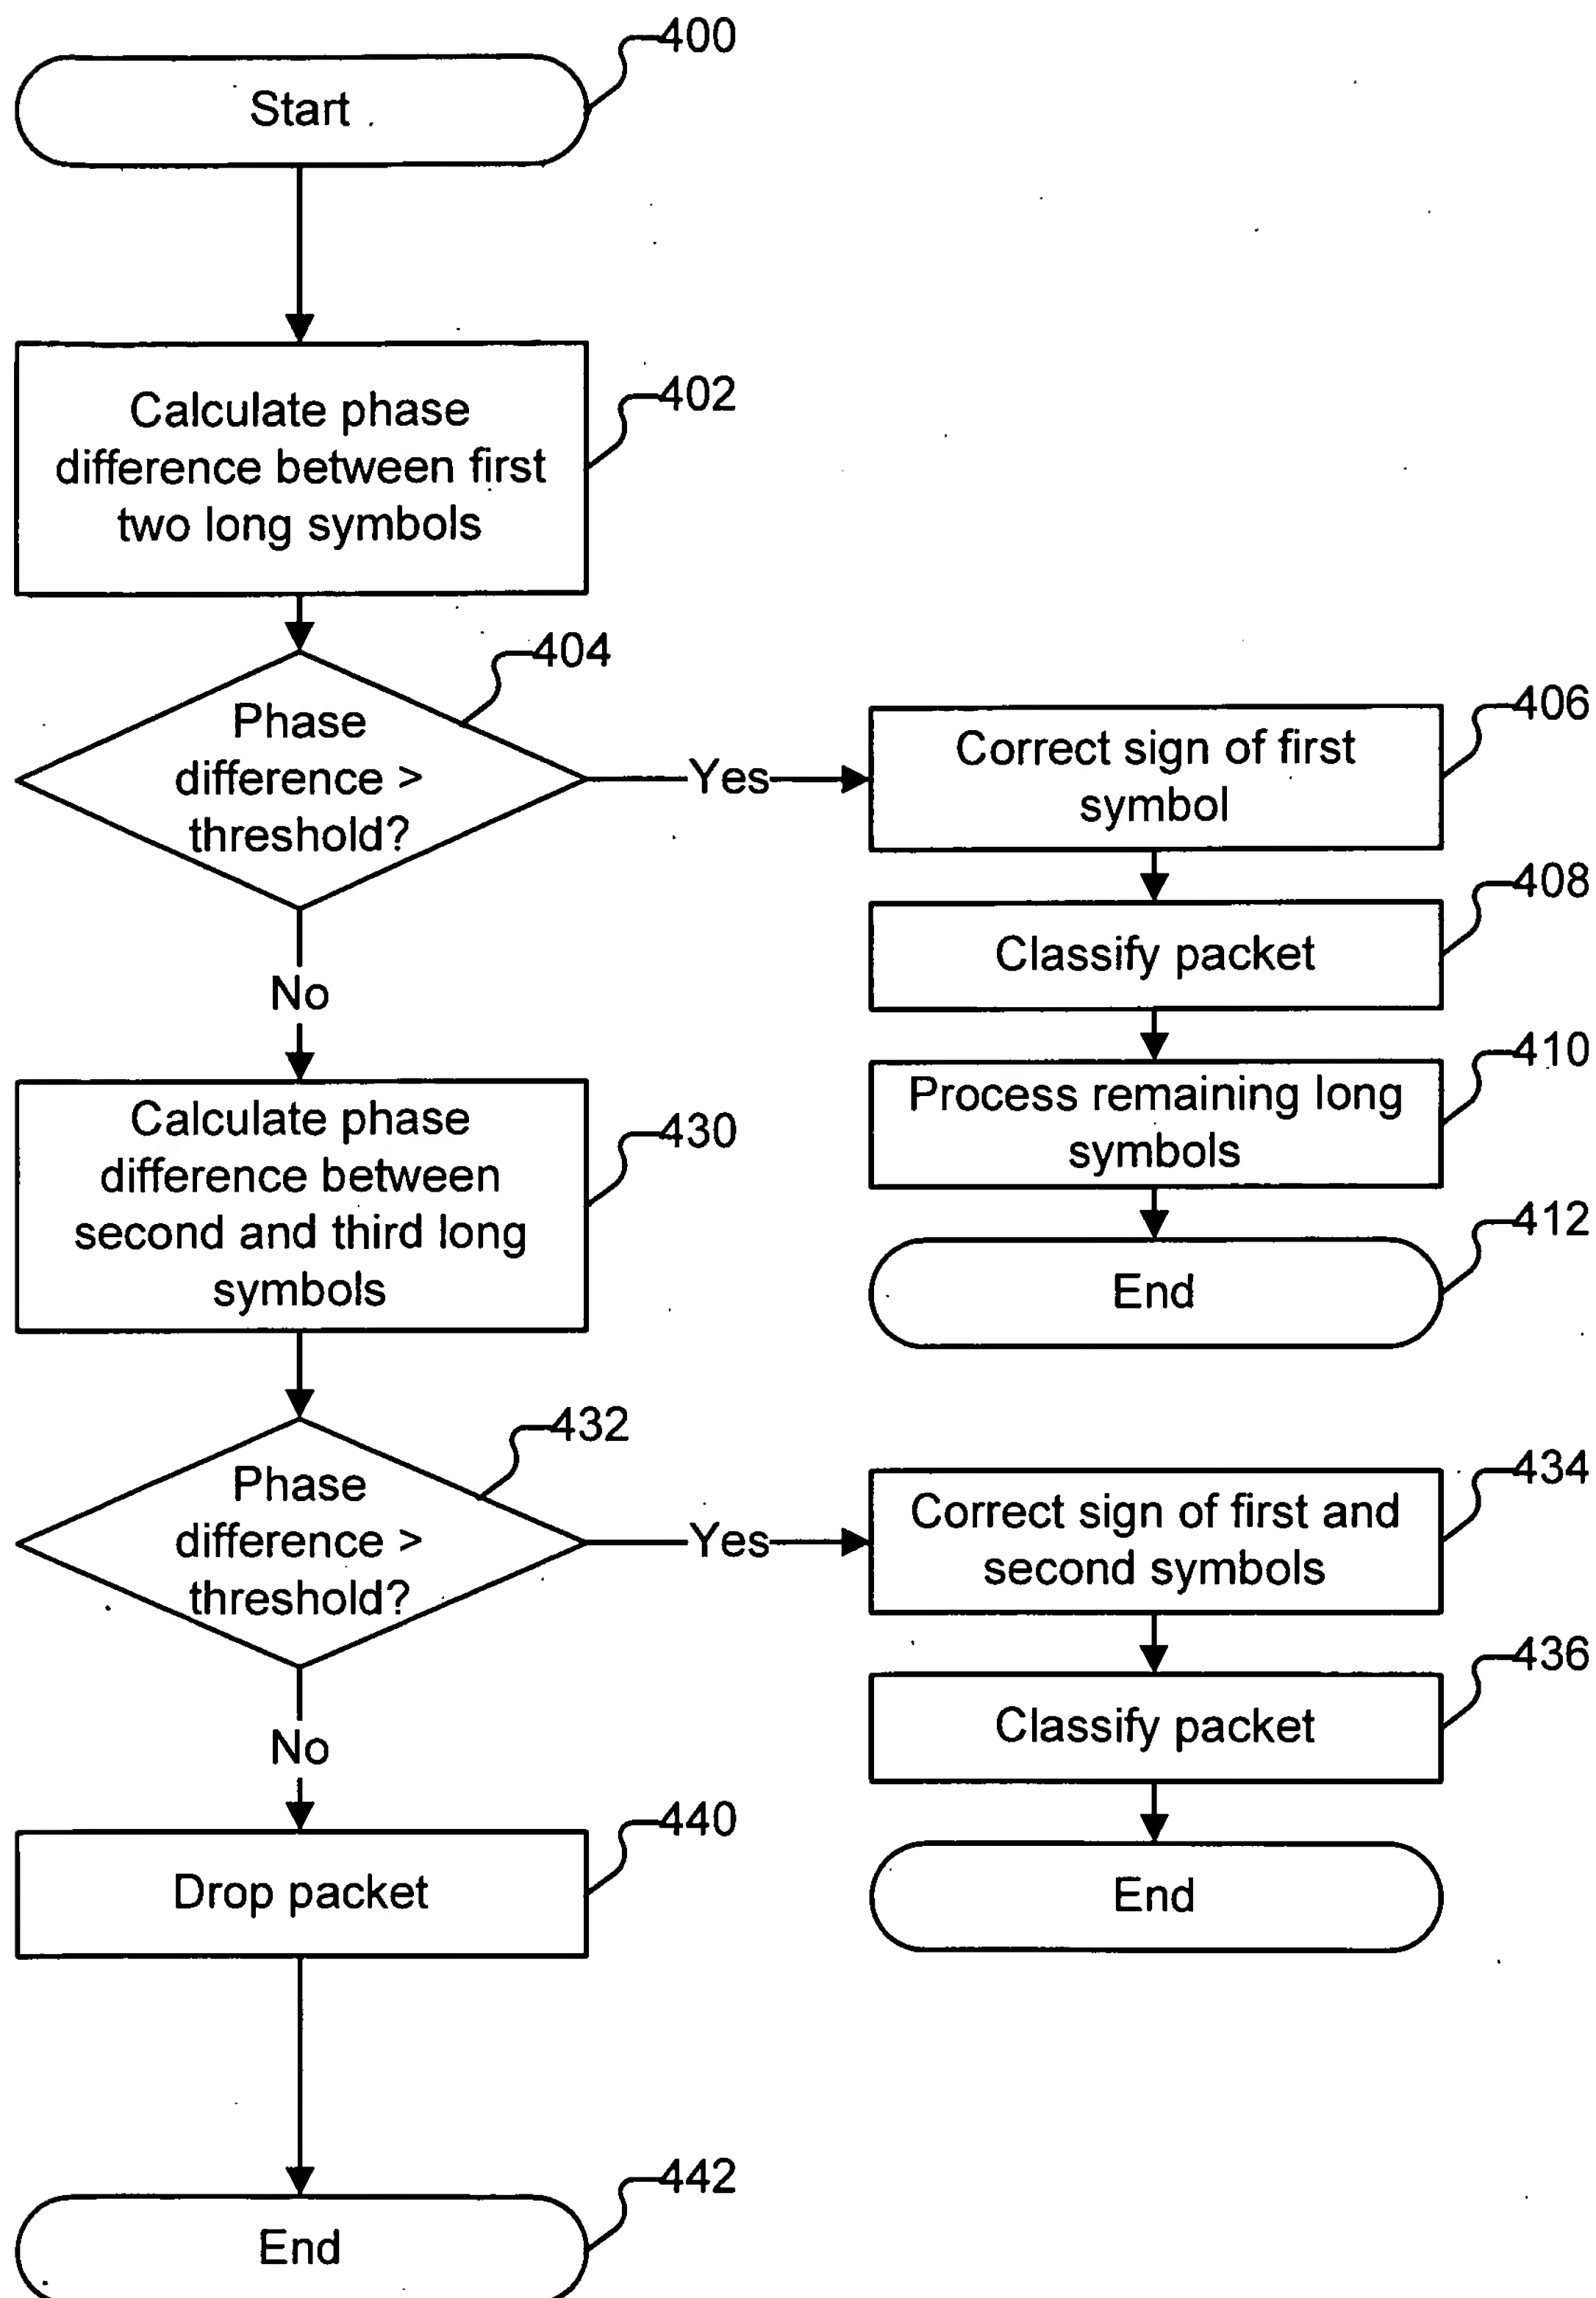 400
Start
402
Calculate phase
difference between first
two long symbols
404
Phase
difference >
threshold?
Yes
406
Correct sign of first
symbol
408
Classify packet
410
Process remaining long
symbols
412
End
No
430
Calculate phase
difference between
second and third long
symbols
432
Phase
difference >
threshold?
Yes
434
Correct sign of first and
second symbols
436
Classify packet
End
No
440
Drop packet
442
End